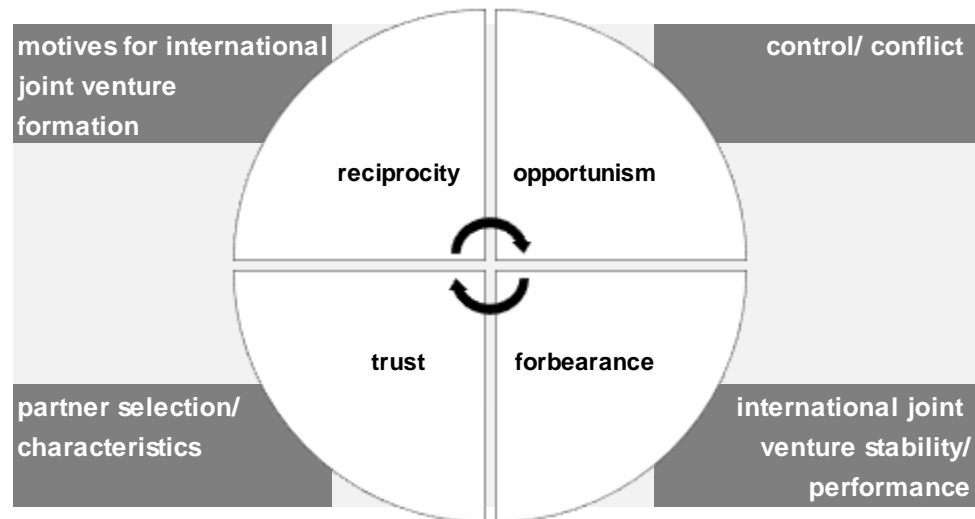 motives for international
joint venture
formation
control/ conflict
reciprocity
opportunism
trust
forbearance
partner selection/
characteristics
international joint
venture stability/
performance